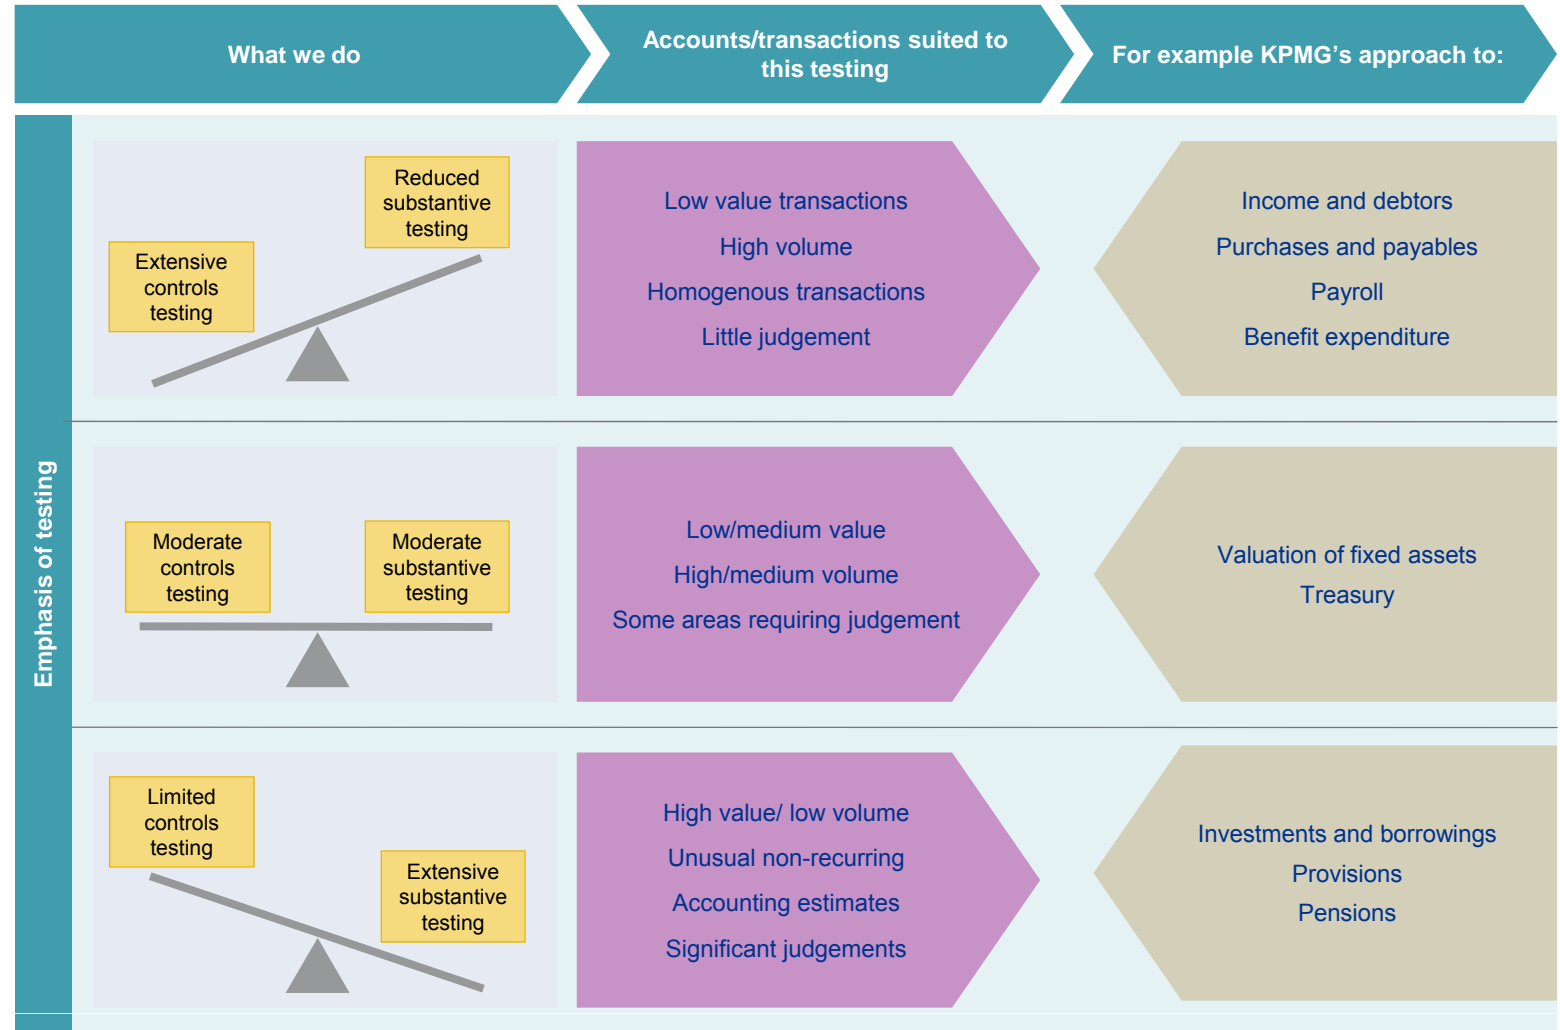 What we do
Accounts/transactions suited to
this testing
For example KPMG's approach to:
Emphasis of testing
Reduced
substantive
testing
Extensive
controls
testing
Low value transactions
High volume
Homogenous transactions
Little judgement
Income and debtors
Purchases and payables
Payroll
Benefit expenditure
Moderate
controls
testing
Moderate
substantive
testing
Low/medium value
High/medium volume
Some areas requiring judgement
Valuation of fixed assets
Treasury
Limited
controls
testing
Extensive
substantive
testing
High value/ low volume
Unusual non-recurring
Accounting estimates
Significant judgements
Investments and borrowings
Provisions
Pensions